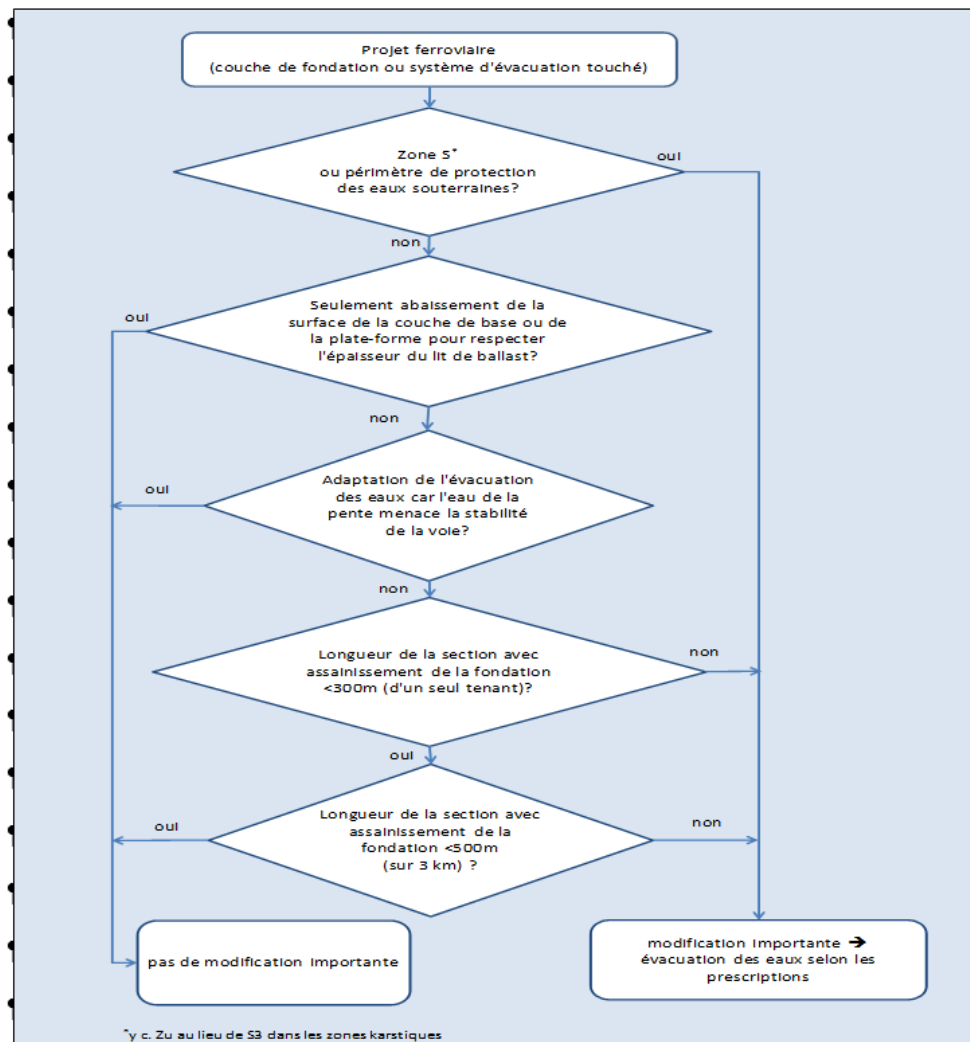 Projet ferroviaire
(couche de fondation ou système d'évacuation touché)
Zone S*
ou périmètre de protection
des eaux souterraines?
oui
non
Seulement abaissement de la
surface de la couche de base ou de
la plate-forme pour respecter
l'épaisseur du lit de ballast?
oui
non
Adaptation de l'évacuation
des eaux car l'eau de la
pente menace la stabilité
de la voie?
oui
non
Longueur de la section avec
assainissement de la fondation
<300m (d'un seul tenant)?
non
oui
Longueur de la section avec
assainissement de la
fondation <500m
(sur 3 km) ?
oui
non
pas de modification importante
modification importante ➔
évacuation des eaux selon les
prescriptions
*y c. Zu au lieu de S3 dans les zones karstiques